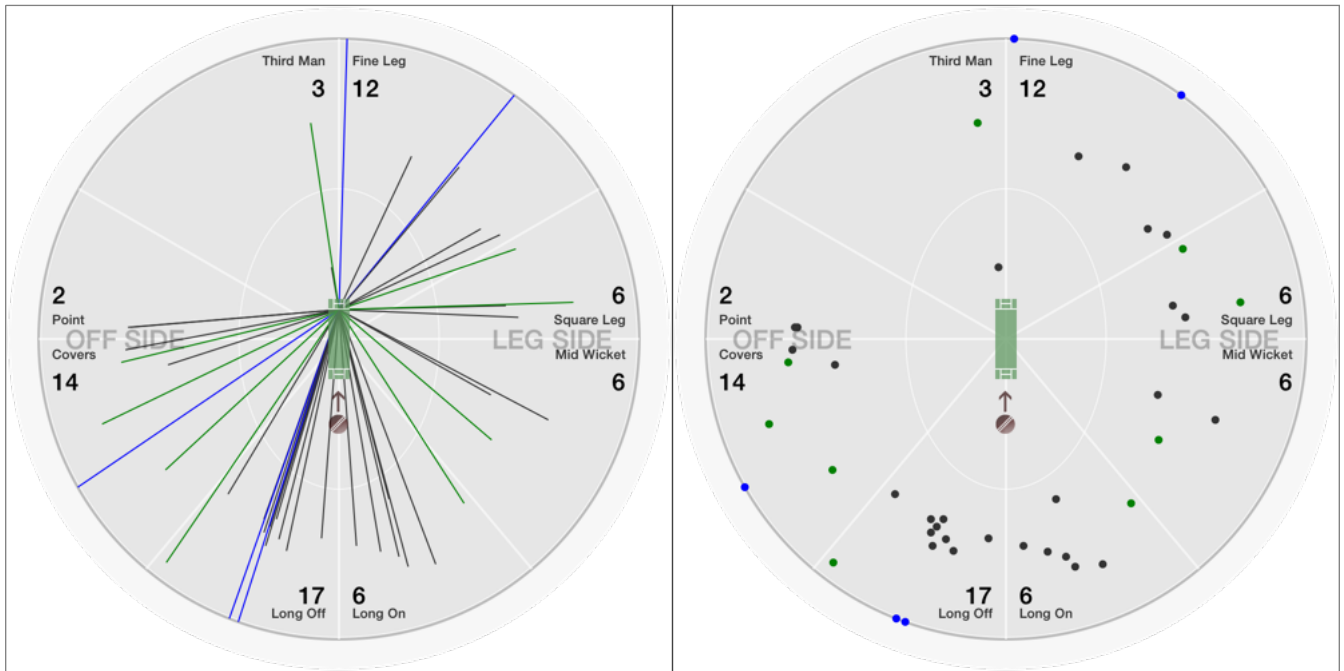 Third Man Fine Leg
3 12
2 6
Point Square Leg
OFF SIDE LEG SIDE
Covers Mid Wicket
14 6
17 6
Long Off Long On
Third Man Fine Leg
3 12
2 6
Point Square Leg
OFF SIDE LEG SIDE
Covers Mid Wicket
14 6
17 6
Long Off Long On